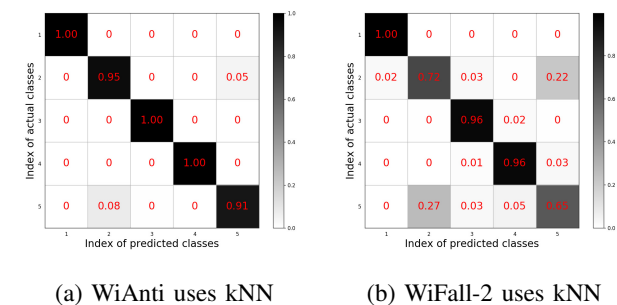 1.00 0 0 0 0
0 0.95 0 0 0.05
0 0 1.00 0 0
0 0 0 1.00 0
0 0.08 0 0 0.91
1 2 3 4 5
1 2 3 4 5
Index of actual classes
Index of predicted classes
1.0
0.8
0.6
0.4
0.2
0.0
(a) WiAnti uses kNN
1.00 0 0 0 0
0.02 0.72 0.03 0 0.22
0 0 0.96 0.02 0
0 0 0.01 0.96 0.03
0 0.27 0.03 0.05 0.65
1 2 3 4 5
1 2 3 4 5
Index of actual classes
Index of predicted classes
0.8
0.6
0.4
0.2
0.0
(b) WiFall-2 uses kNN